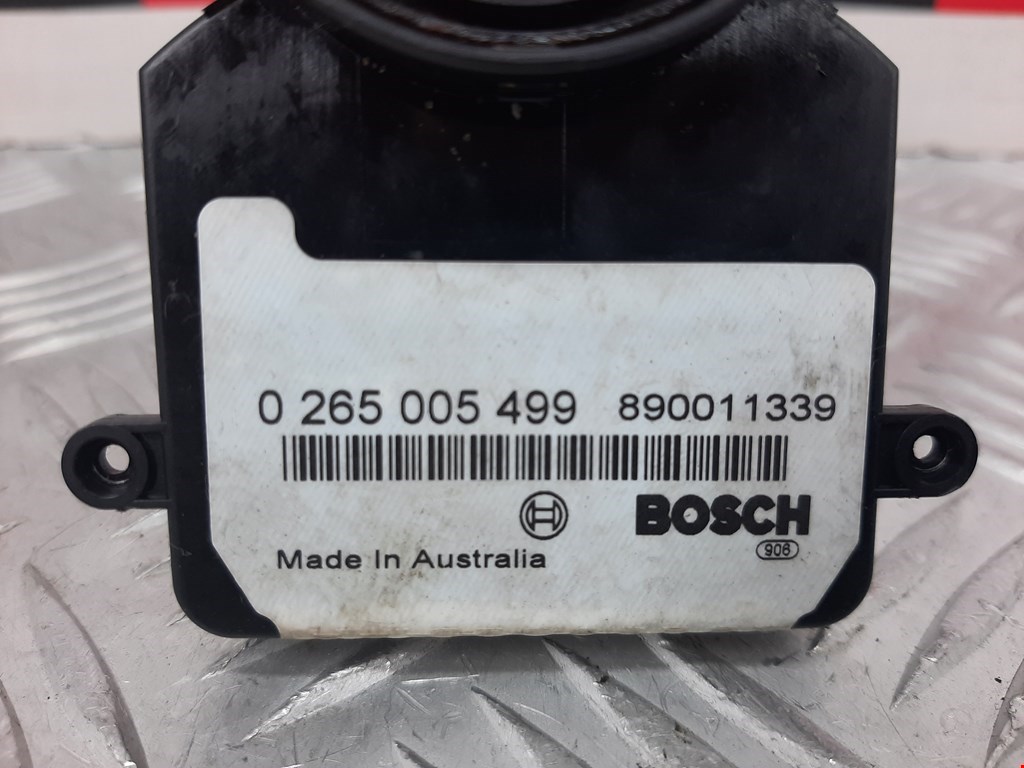 0 265 005 499 890011339
BOSCH
906
Made In Australia